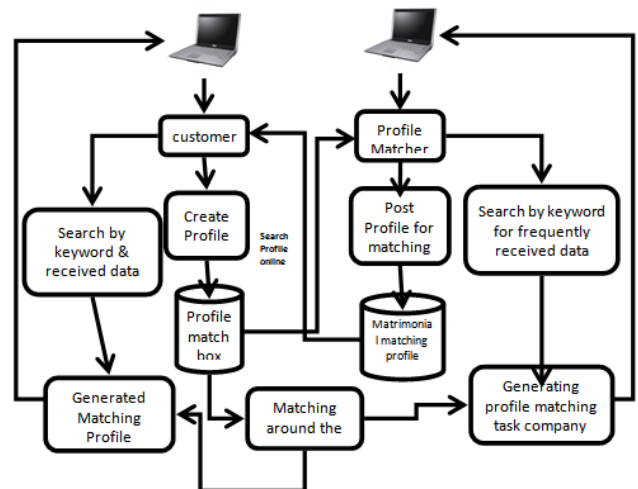 customer
Profile
Matcher
Search by
keyword &
received data
Create
Profile
Search
Profile
online
Post
Profile for
matching
Search by keyword
for frequently
received data
Profile
match
box
Matrimonia
l matching
profile
Generated
Matching
Profile
Matching
around the
Generating
profile matching
task company